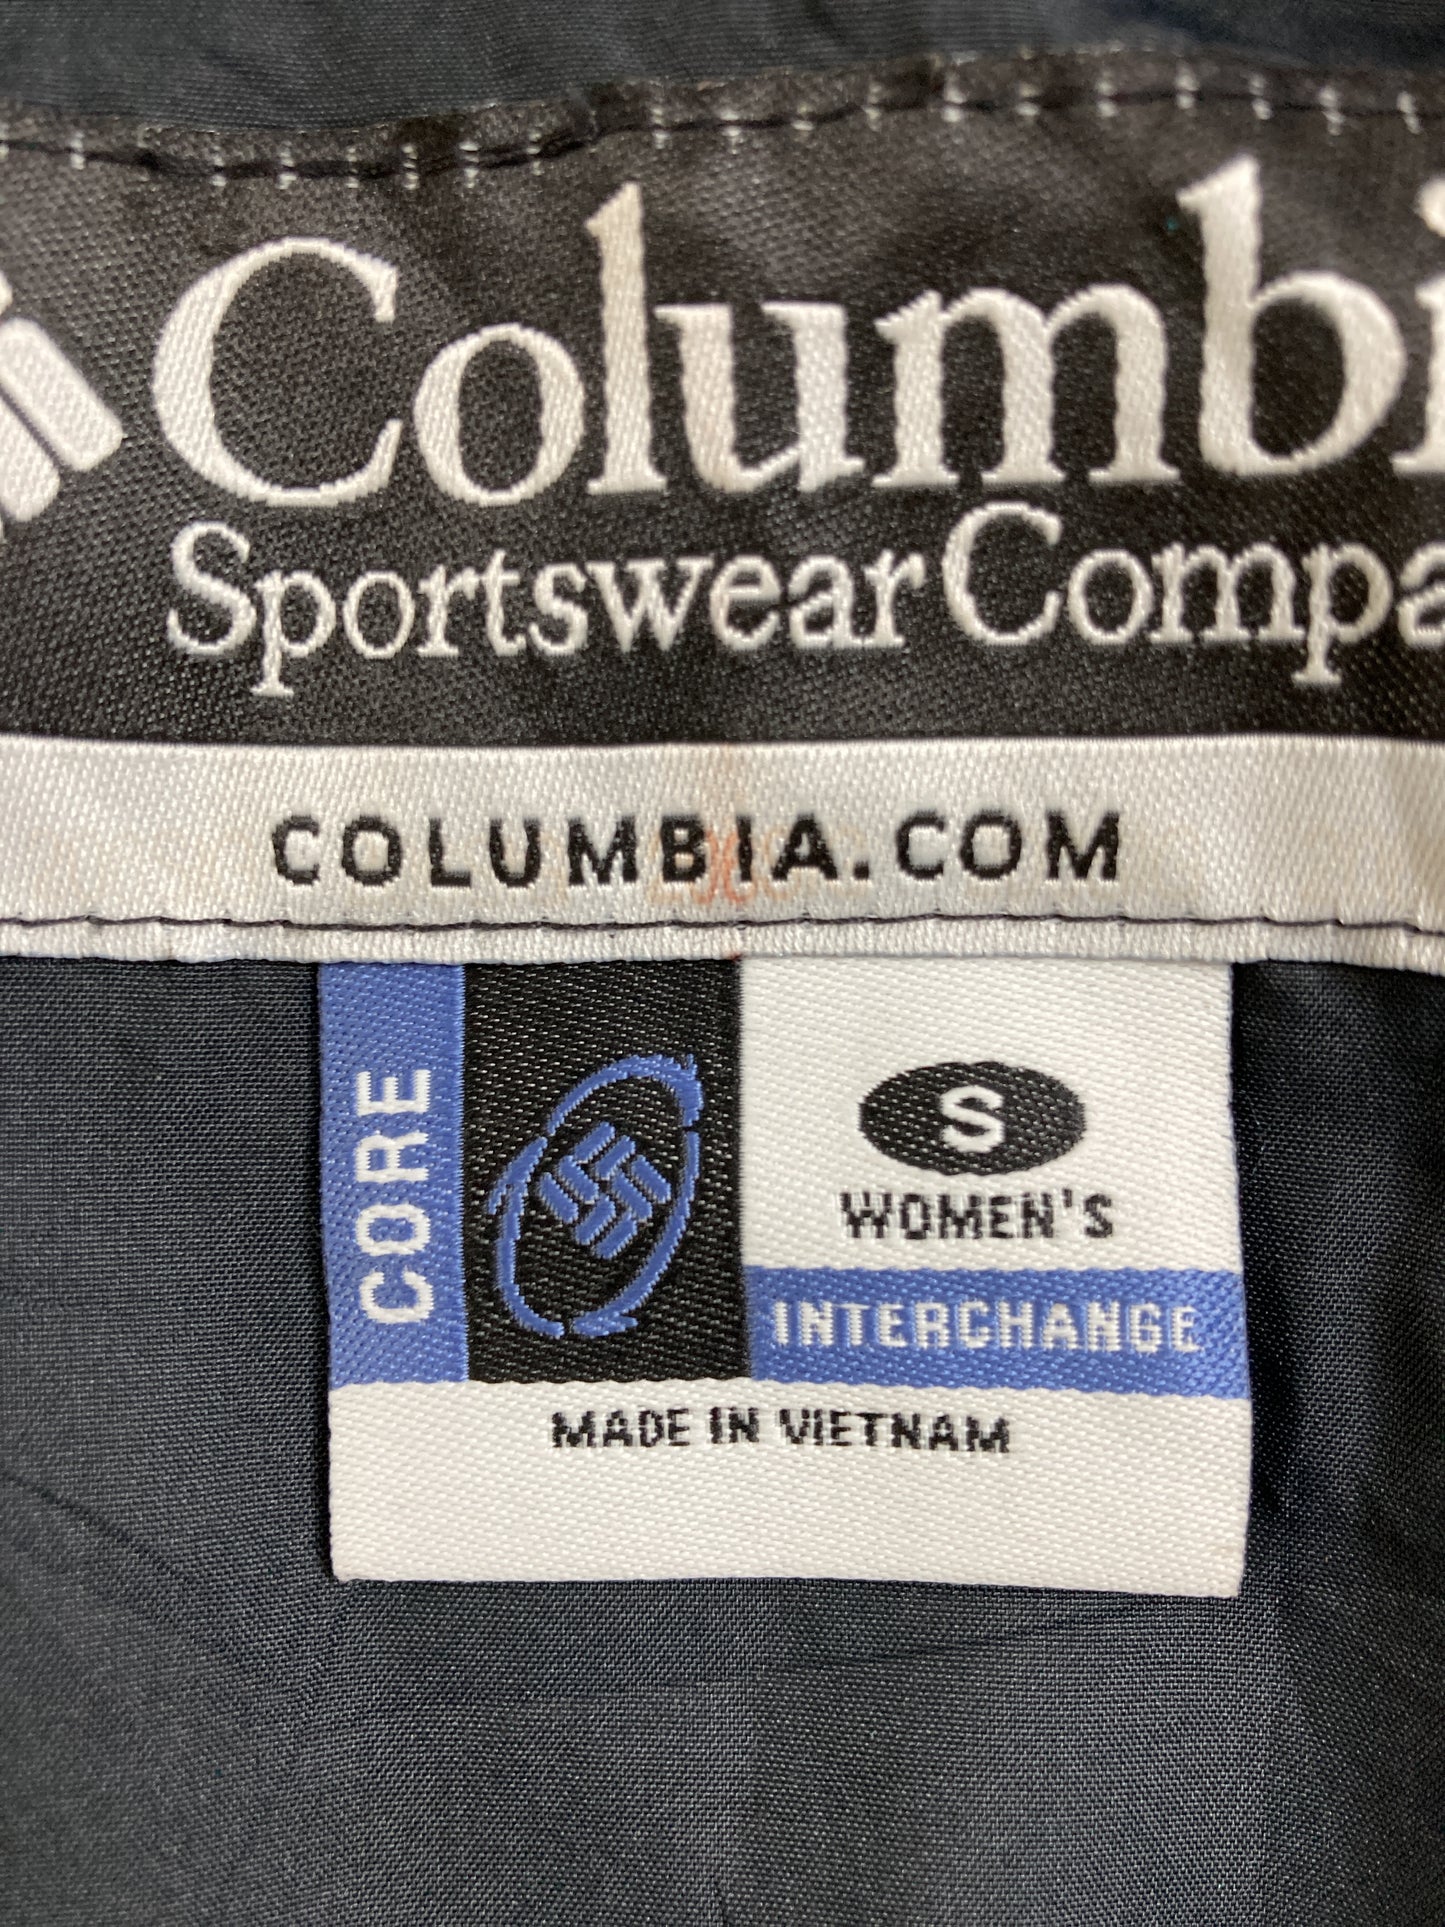 Columbi
Sportswear Compa
COLUMBIA.COM
CORE
S
WOMEN'S
INTERCHANGE
MADE IN VIETNAM